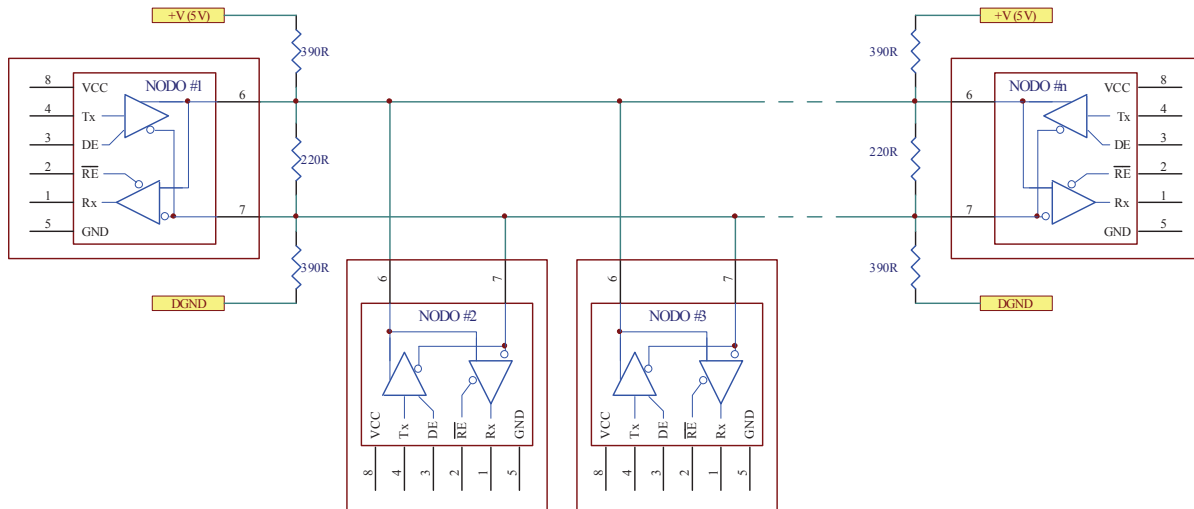 +V (5V)
390R
NODO #1
8
VCC
4
Tx
3
DE
2
RE
1
Rx
5
GND
6
7
220R
390R
DGND
+V (5V)
390R
NODO #n
VCC
8
Tx
4
DE
3
RE
2
Rx
1
GND
5
6
7
220R
390R
DGND
6
7
NODO #2
VCC
Tx
DE
RE
Rx
GND
8
4
3
2
1
5
6
7
NODO #3
VCC
Tx
DE
RE
Rx
GND
8
4
3
2
1
5